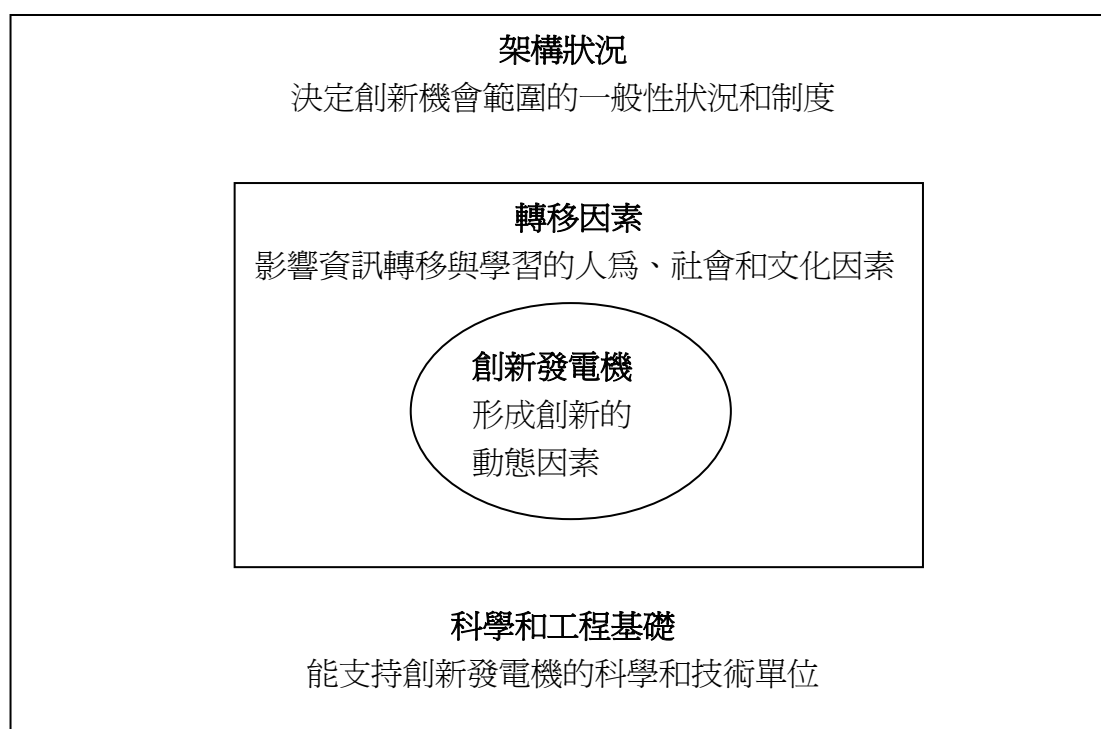 架構狀況
決定創新機會範圍的一般性狀況和制度
轉移因素
影響資訊轉移與學習的人爲、社會和文化因素
創新發電機
形成創新的
動態因素
科學和工程基礎
能支持創新發電機的科學和技術單位